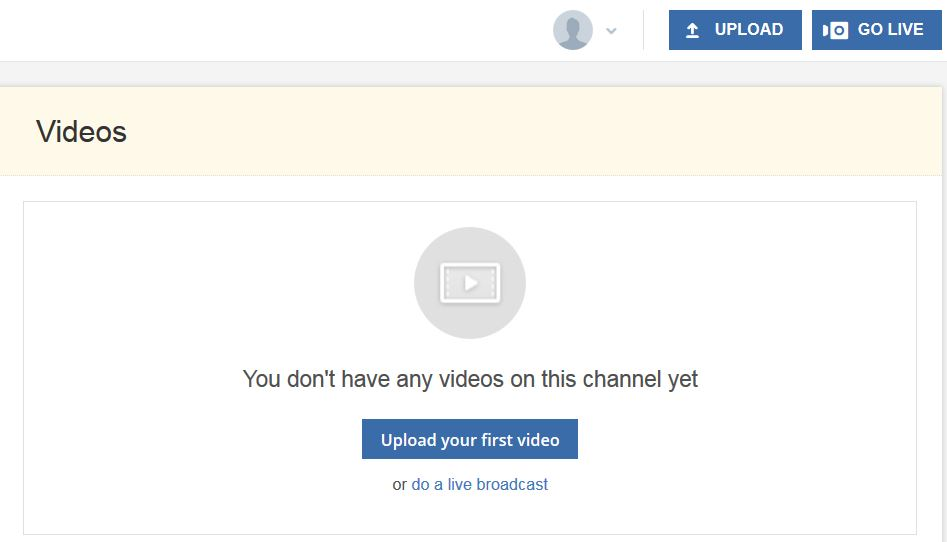 UPLOAD
GO LIVE
Videos
You don't have any videos on this channel yet
Upload your first video
or do a live broadcast